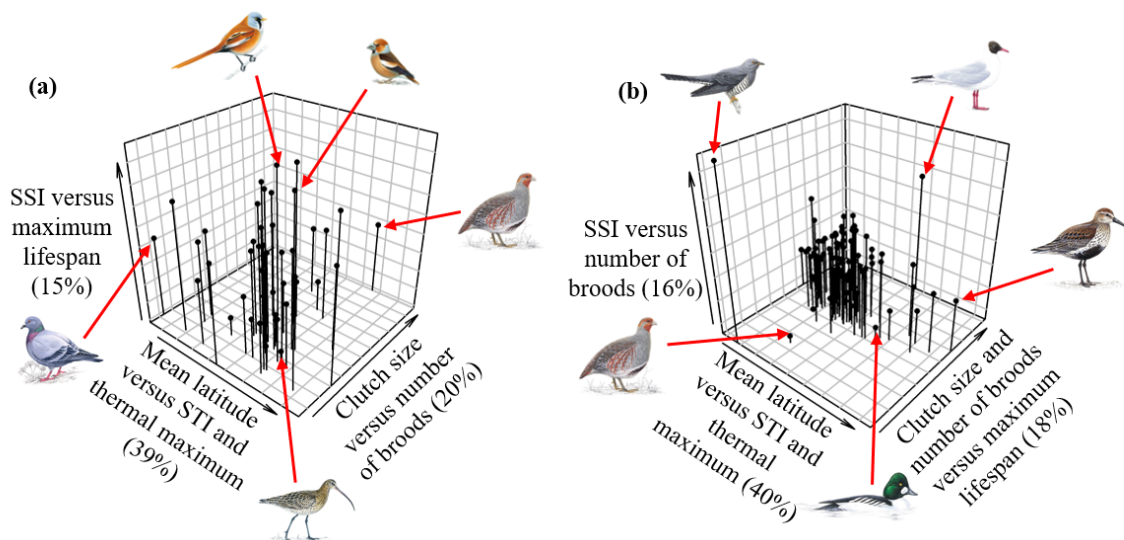 (a)
SSI versus
maximum
lifespan
(15%)
Mean latitude
versus STI and
thermal maximum
(39%)
Clutch size
versus number
of broods (20%)
(b)
SSI versus
number of
broods (16%)
Mean latitude
versus STI and
thermal
maximum (40%)
Clutch size and
number of broods
versus maximum
lifespan (18%)